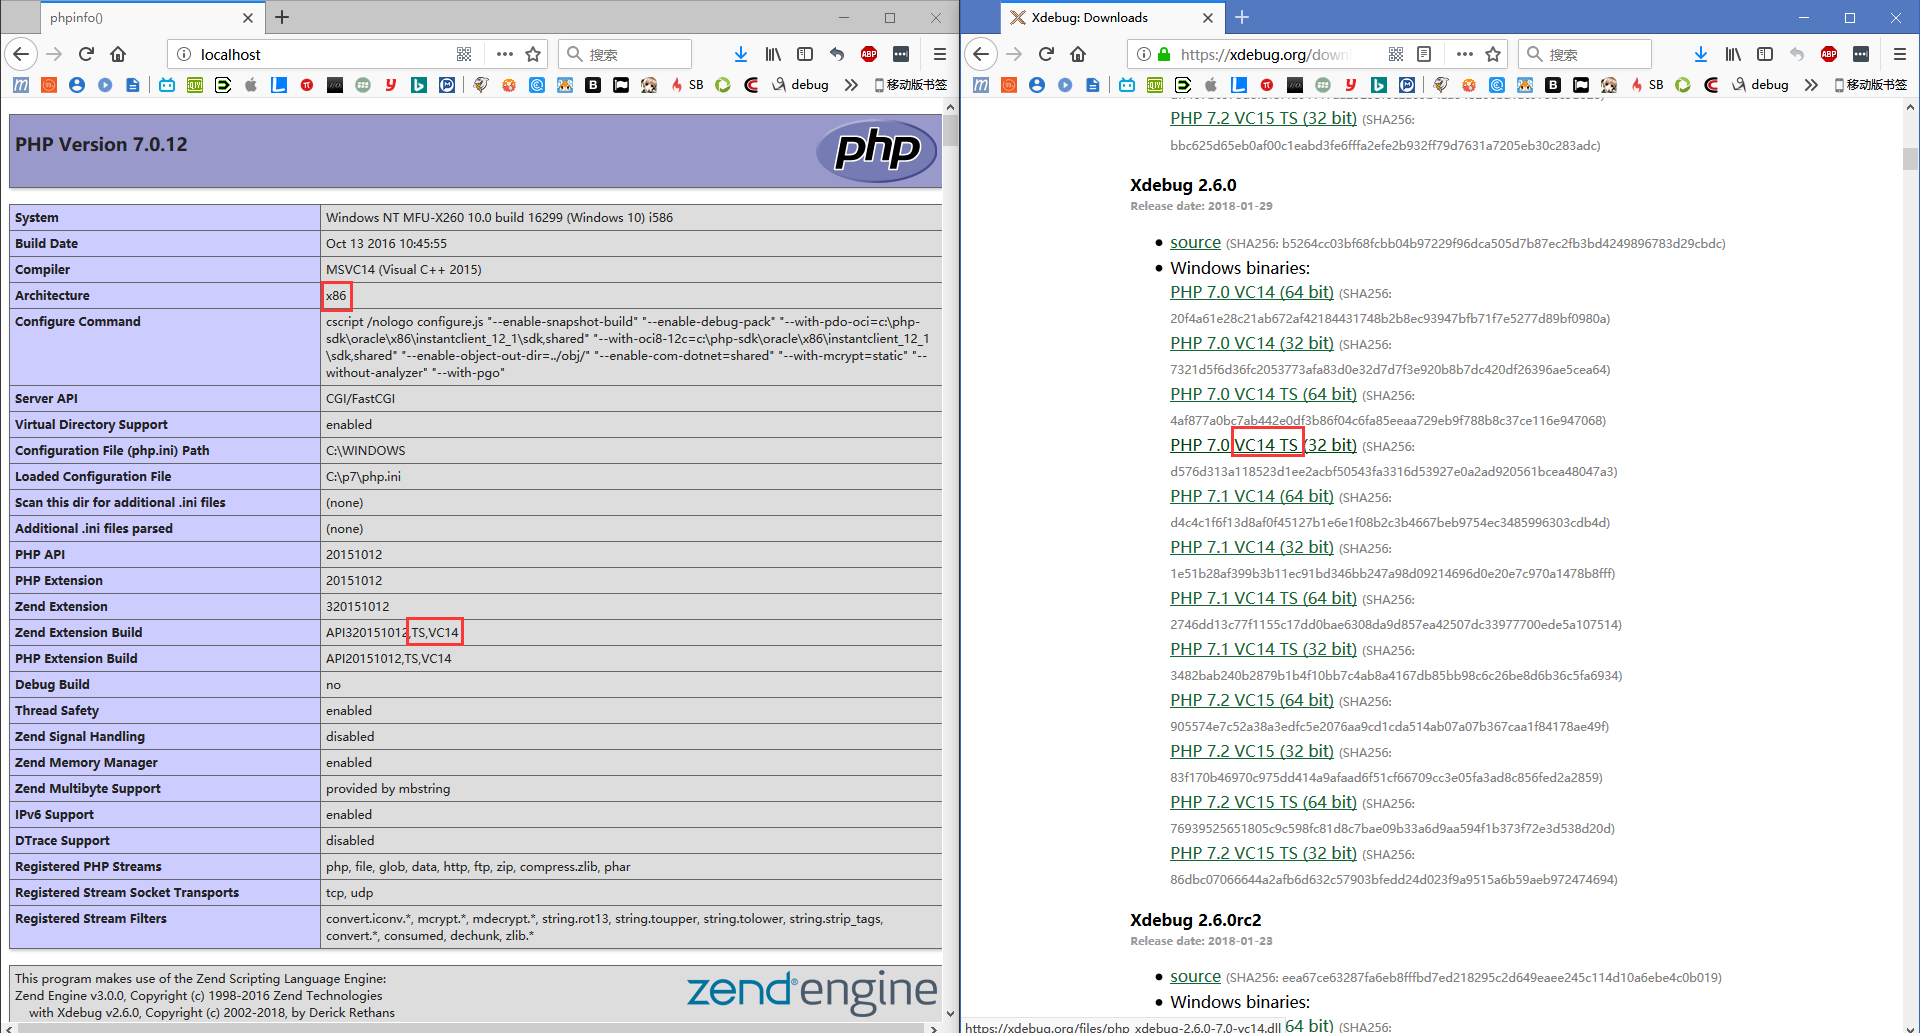 phpinfo()
localhost
搜索
SB
debug
移动版书签
PHP Version 7.0.12
php
System Windows NT MFU-X260 10.0 build 16299 (Windows 10) i586
Build Date Oct 13 2016 10:45:55
Compiler MSVC14 (Visual C++ 2015)
Architecture x86
Configure Command cscript /nologo configure.js "--enable-snapshot-build" "--enable-debug-pack" "--with-pdo-oci=c:\php-
sdk\oracle\x86\instantclient_12_1\sdk,shared" "--with-oci8-12c=c:\php-sdk\oracle\x86\instantclient_12_1
\sdk,shared" "--enable-object-out-dir=../obj/" "--enable-com-dotnet=shared" "--with-mcrypt=static" "--
without-analyzer" "--with-pgo"
Server API CGI/FastCGI
Virtual Directory Support enabled
Configuration File (php.ini) Path C:\WINDOWS
Loaded Configuration File C:\p7\php.ini
Scan this dir for additional .ini files (none)
Additional .ini files parsed (none)
PHP API 20151012
PHP Extension 20151012
Zend Extension 320151012
Zend Extension Build API320151012,TS,VC14
PHP Extension Build API20151012,TS,VC14
Debug Build no
Thread Safety enabled
Zend Signal Handling disabled
Zend Memory Manager enabled
Zend Multibyte Support provided by mbstring
IPv6 Support enabled
DTrace Support disabled
Registered PHP Streams php, file, glob, data, http, ftp, zip, compress.zlib, phar
Registered Stream Socket Transports tcp, udp
Registered Stream Filters convert.iconv.*, mcrypt.*, mdecrypt.*, string.rot13, string.toupper, string.tolower, string.strip_tags,
convert.*, consumed, dechunk, zlib.*
This program makes use of the Zend Scripting Language Engine:
Zend Engine v3.0.0, Copyright (c) 1998-2016 Zend Technologies
with Xdebug v2.6.0, Copyright (c) 2002-2018, by Derick Rethans
zend engine
Xdebug: Downloads
https://xdebug.org/down
搜索
SB
debug
移动版书签
PHP 7.2 VC15 TS (32 bit) (SHA256:
bbc625d65eb0af00c1eabd3fe6fffa2efe2b932ff79d7631a7205eb30c283adc)
Xdebug 2.6.0
Release date: 2018-01-29
source (SHA256: b5264cc03bf68fcbb04b97229f96dca505d7b87ec2fb3bd4249896783d29cbdc)
Windows binaries:
PHP 7.0 VC14 (64 bit) (SHA256:
20f4a61e28c21ab672af42184431748b2b8ec93947bfb71f7e5277d89bf0980a)
PHP 7.0 VC14 (32 bit) (SHA256:
7321d5f6d36fc2053773afa83d0e32d7d7f3e920b8b7dc420df26396ae5cea64)
PHP 7.0 VC14 TS (64 bit) (SHA256:
4af877a0bc7ab442e0df3b86f04c6fa85eeaa729eb9f788b8c37ce116e947068)
PHP 7.0 VC14 TS (32 bit) (SHA256:
d576d313a118523d1ee2acbf50543fa3316d53927e0a2ad920561bcea48047a3)
PHP 7.1 VC14 (64 bit) (SHA256:
d4c4c1f6f13d8af0f45127b1e6e1f08b2c3b4667beb9754ec3485996303cdb4d)
PHP 7.1 VC14 (32 bit) (SHA256:
1e51b28af399b3b11ec91bd346bb247a98d09214696d0e20e7c970a1478b8fff)
PHP 7.1 VC14 TS (64 bit) (SHA256:
2746dd13c77f1155c17dd0bae6308da9d857ea42507dc33977700ede5a107514)
PHP 7.1 VC14 TS (32 bit) (SHA256:
3482bab240b2879b1b4f10bb7c4ab8a4167db85bb98c6c26be8d6b36c5fa6934)
PHP 7.2 VC15 (64 bit) (SHA256:
905574e7c52a38a3edfc5e2076aa9cd1cda514ab07a07b367caa1f84178ae49f)
PHP 7.2 VC15 (32 bit) (SHA256:
83f170b46970c975dd414a9afaad6f51cf66709cc3e05fa3ad8c856fed2a2859)
PHP 7.2 VC15 TS (64 bit) (SHA256:
76939525651805c9c598fc81d8c7bae09b33a6d9aa594f1b373f72e3d538d20d)
PHP 7.2 VC15 TS (32 bit) (SHA256:
86dbc07066644a2afb6d632c57903bfedd24d023f9a9515a6b59aeb972474694)
Xdebug 2.6.0rc2
Release date: 2018-01-23
source (SHA256: eea67ce63287fa6eb8fffbd7ed218295c2d649eaee245c114d10a6ebe4c0b019)
Windows binaries:
https://xdebug.org/files/php_xdebug-2.6.0-7.0-vc14.dll 64 bit) (SHA256: